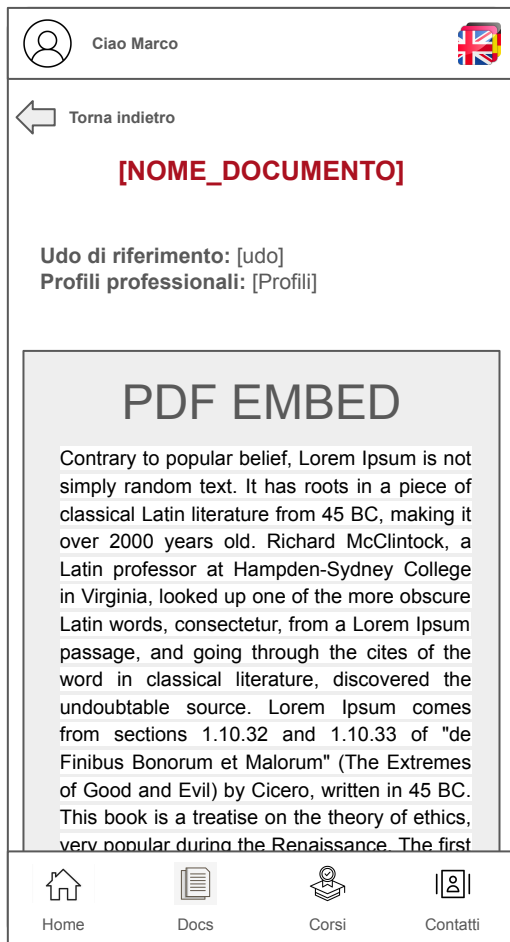 Ciao Marco
Torna indietro
[NOME_DOCUMENTO]
Udo di riferimento: [udo]
Profili professionali: [Profili]
PDF EMBED
Contrary to popular belief, Lorem Ipsum is not
simply random text. It has roots in a piece of
classical Latin literature from 45 BC, making it
over 2000 years old. Richard McClintock, a
Latin professor at Hampden-Sydney College
in Virginia, looked up one of the more obscure
Latin words, consectetur, from a Lorem Ipsum
passage, and going through the cites of the
word in classical literature, discovered the
undoubtable source. Lorem Ipsum comes
from sections 1.10.32 and 1.10.33 of "de
Finibus Bonorum et Malorum" (The Extremes
of Good and Evil) by Cicero, written in 45 BC.
This book is a treatise on the theory of ethics,
very popular during the Renaissance. The first
Home
Docs
Corsi
Contatti